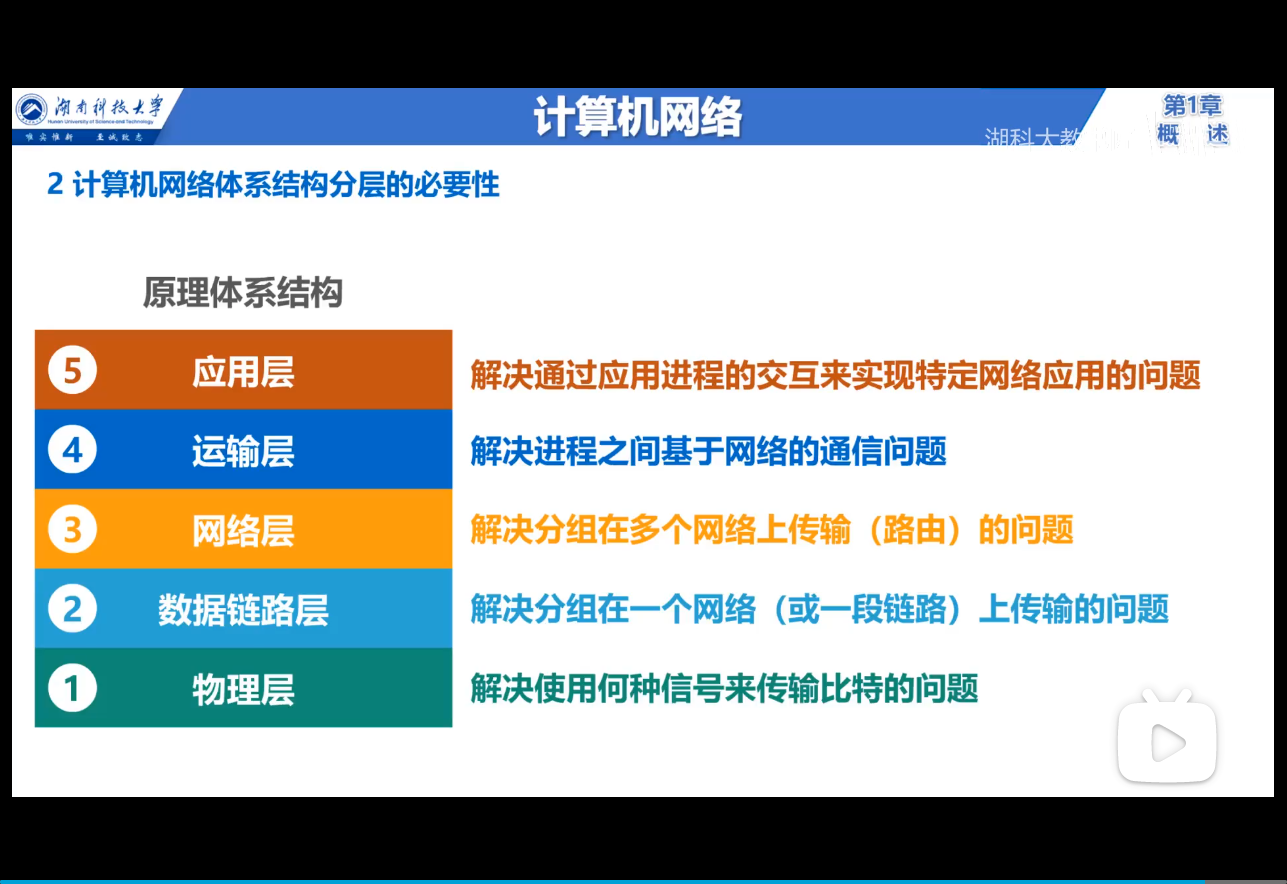 湖南科技大学
Hunan University of Science and Technology
唯实惟新 至诚致志
计算机网络
第1章
概 述
湖科大教
2 计算机网络体系结构分层的必要性
原理体系结构
5 应用层 解决通过应用进程的交互来实现特定网络应用的问题
4 运输层 解决进程之间基于网络的通信问题
3 网络层 解决分组在多个网络上传输（路由）的问题
2 数据链路层 解决分组在一个网络（或一段链路）上传输的问题
1 物理层 解决使用何种信号来传输比特的问题